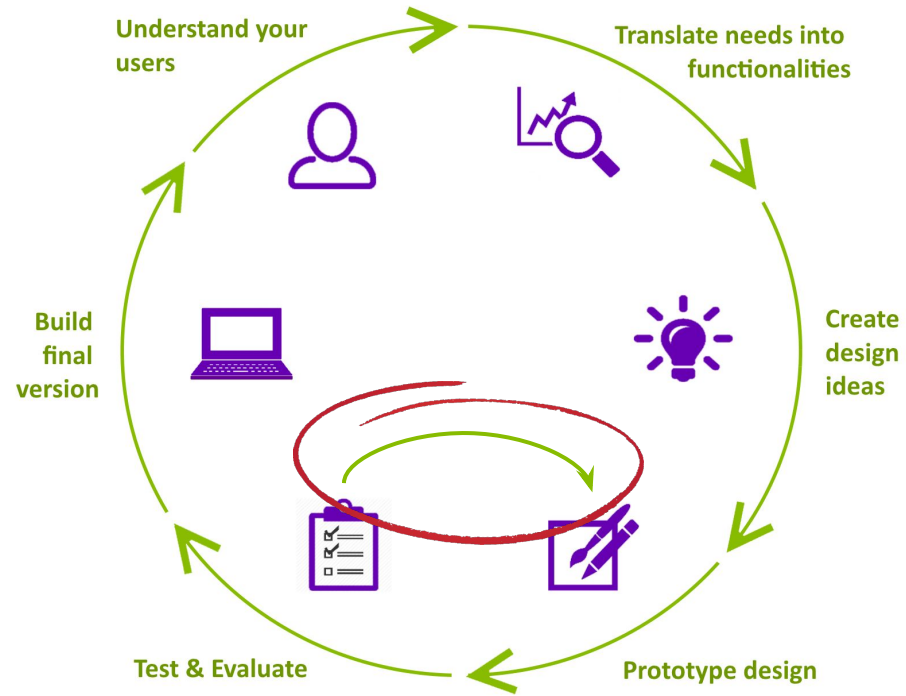 Understand your
users
Translate needs into
functionalities
Create
design
ideas
Prototype design
Test & Evaluate
Build
final
version